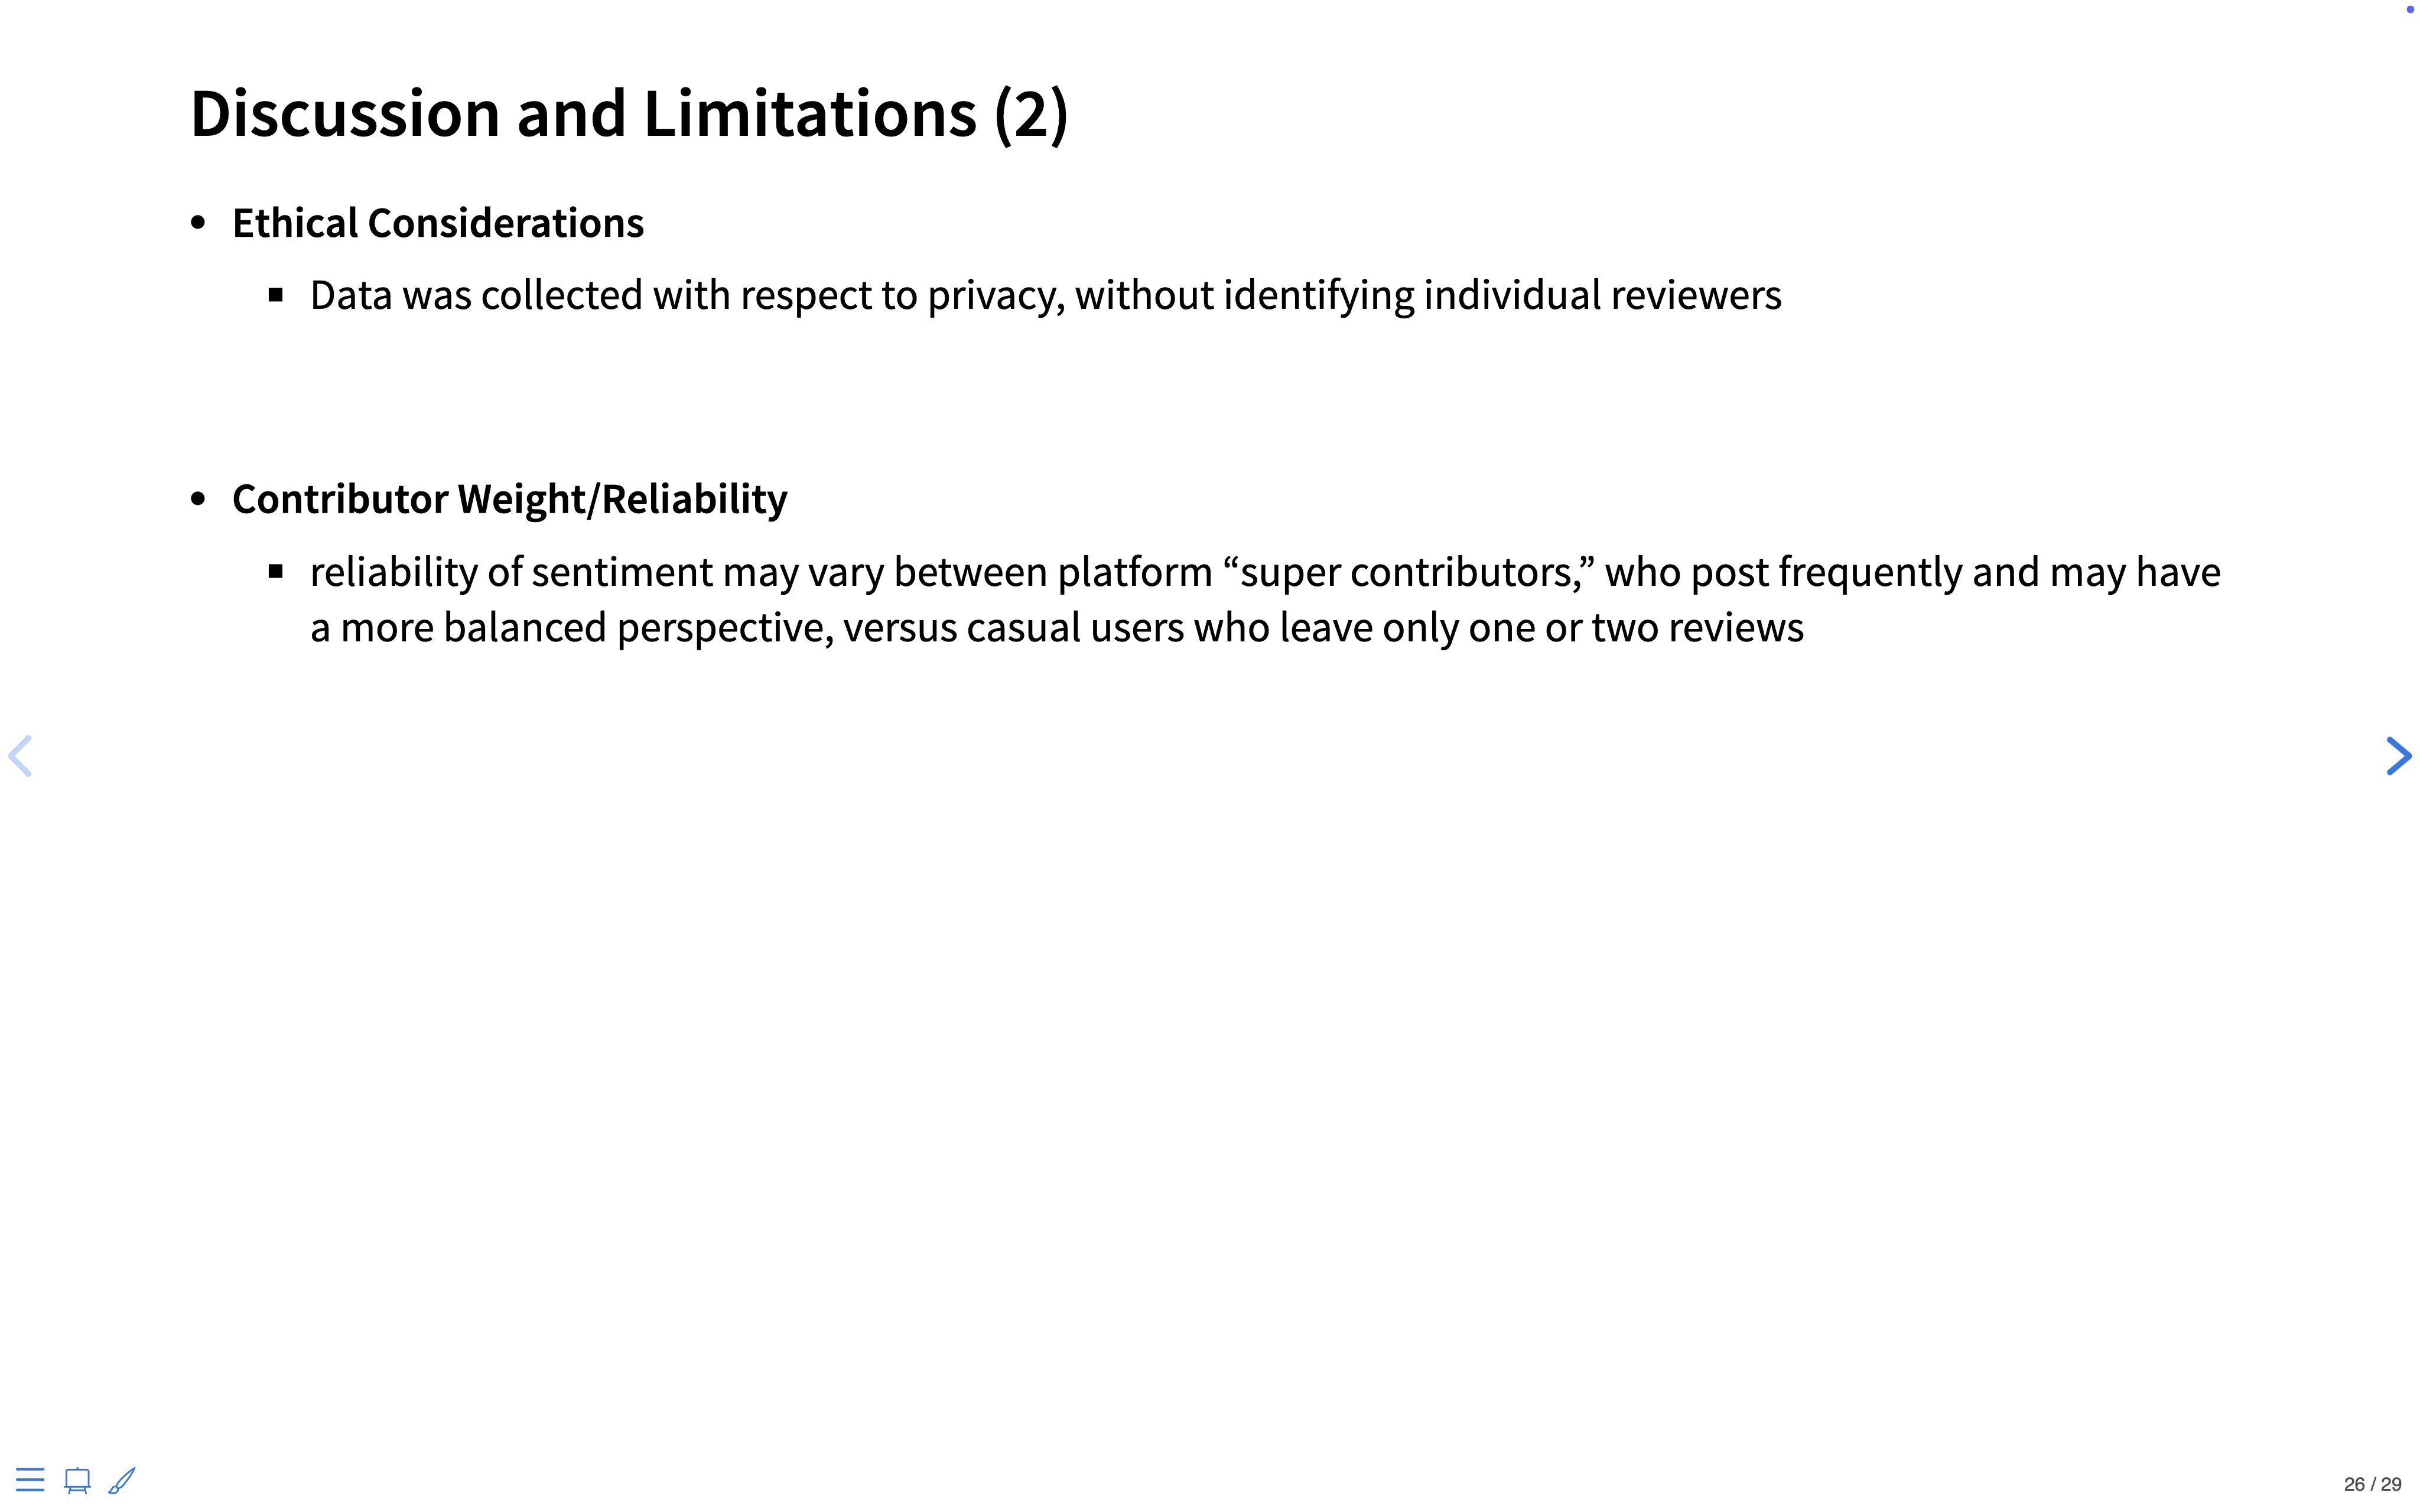 Discussion and Limitations (2)
• Ethical Considerations
▪ Data was collected with respect to privacy, without identifying individual reviewers
• Contributor Weight/Reliability
▪ reliability of sentiment may vary between platform “super contributors,” who post frequently and may have
a more balanced perspective, versus casual users who leave only one or two reviews
26 / 29